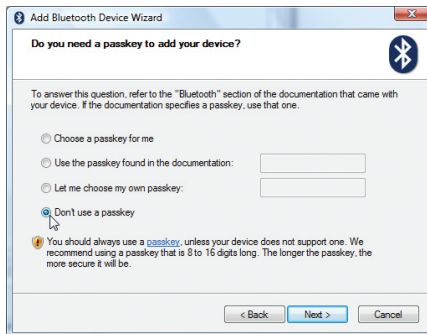 Add Bluetooth Device Wizard
Do you need a passkey to add your device?
To answer this question, refer to the "Bluetooth" section of the documentation that came with
your device. If the documentation specifies a passkey, use that one.
Choose a passkey for me
Use the passkey found in the documentation:
Let me choose my own passkey:
Don't use a passkey
You should always use a passkey, unless your device does not support one. We
recommend using a passkey that is 8 to 16 digits long. The longer the passkey, the
more secure it will be.
< Back Next > Cancel